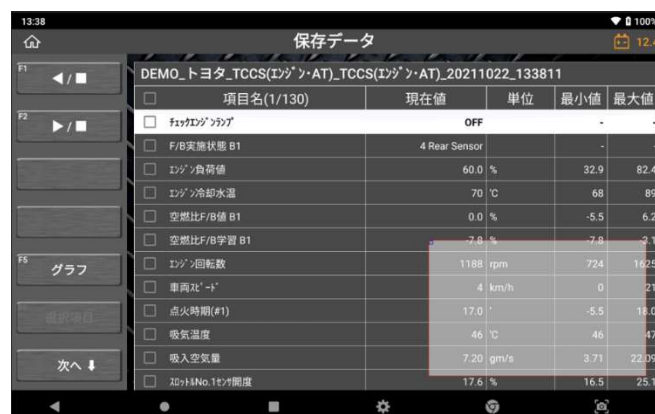 13:38 100%
保存データ 12.4
DEMO_トヨタ_TCCS(ｴﾝｼﾞﾝ･AT)_TCCS(ｴﾝｼﾞﾝ･AT)_20211022_133811
項目名(1/130) 現在値 単位 最小値 最大値
ﾁｪｯｸｴﾝｼﾞﾝﾗﾝﾌﾟ OFF - -
F/B実施状態 B1 4 Rear Sensor - -
ｴﾝｼﾞﾝ負荷値 60.0 % 32.9 82.4
ｴﾝｼﾞﾝ冷却水温 70 ℃ 68 89
空燃比F/B値 B1 0.0 % -5.5 6.2
空燃比F/B学習 B1 -7.8 % -7.8 -3.1
ｴﾝｼﾞﾝ回転数 1188 rpm 724 1625
車両ｽﾋﾟｰﾄﾞ 4 km/h 0 21
点火時期(#1) 17.0 ° -5.5 18.0
吸気温度 46 ℃ 46 47
吸入空気量 7.20 gm/s 3.71 22.09
ｽﾛｯﾄﾙNo.1ｾﾝｻ開度 17.6 % 16.5 25.1
F1 ◀/■
F2 ▶/■
F5 グラフ
選択項目
次へ ⬇